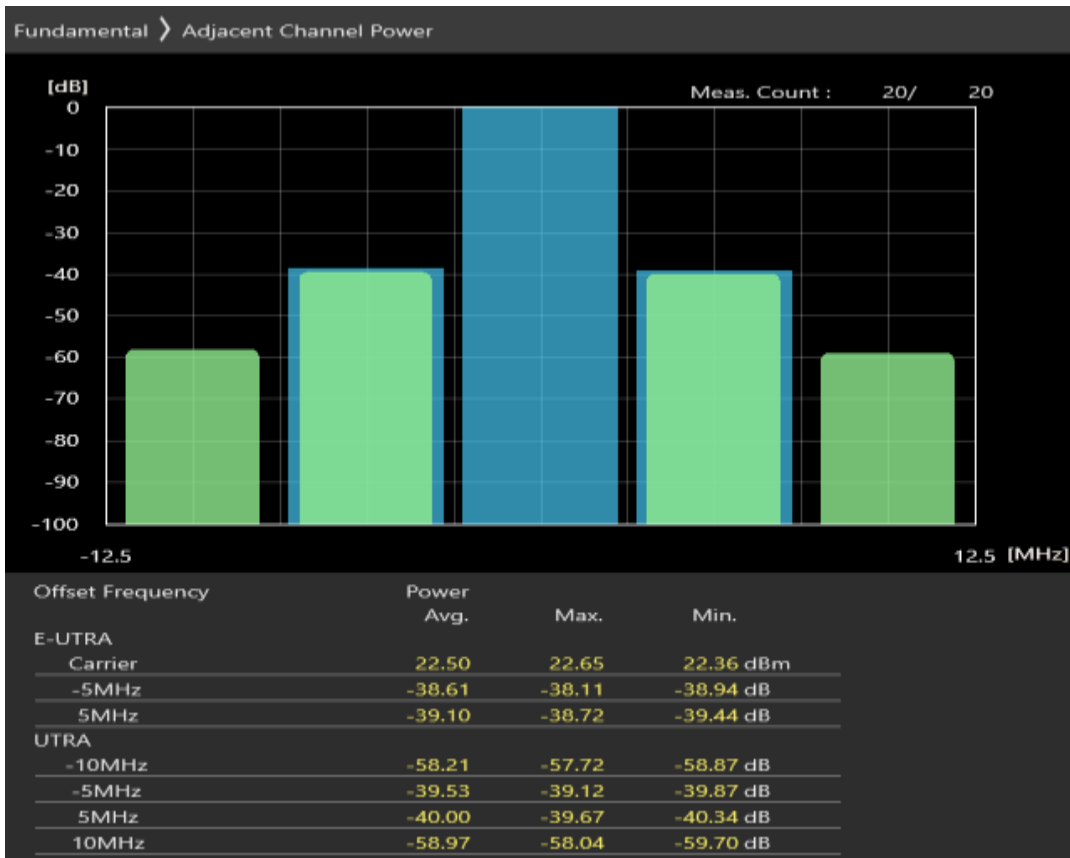 Fundamental ❯ Adjacent Channel Power
[dB]
Meas. Count : 20/ 20
0
-10
-20
-30
-40
-50
-60
-70
-80
-90
-100
-12.5 12.5 [MHz]
Offset Frequency Power
Avg. Max. Min.
E-UTRA
Carrier 22.50 22.65 22.36 dBm
-5MHz -38.61 -38.11 -38.94 dB
5MHz -39.10 -38.72 -39.44 dB
UTRA
-10MHz -58.21 -57.72 -58.87 dB
-5MHz -39.53 -39.12 -39.87 dB
5MHz -40.00 -39.67 -40.34 dB
10MHz -58.97 -58.04 -59.70 dB